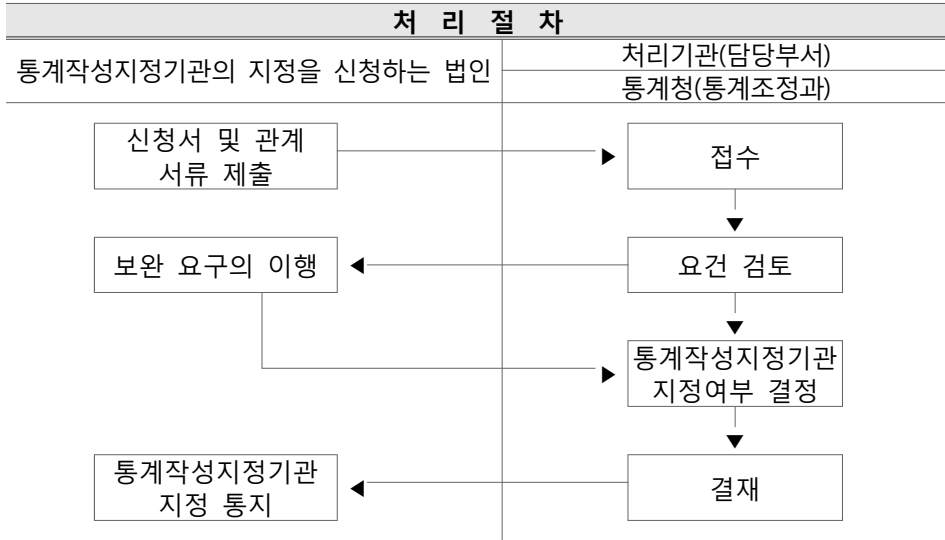 처 리 절 차
통계작성지정기관의 지정을 신청하는 법인
처리기관(담당부서)
통계청(통계조정과)
신청서 및 관계
서류 제출
접수
보완 요구의 이행
요건 검토
통계작성지정기관
지정여부 결정
통계작성지정기관
지정 통지
결재